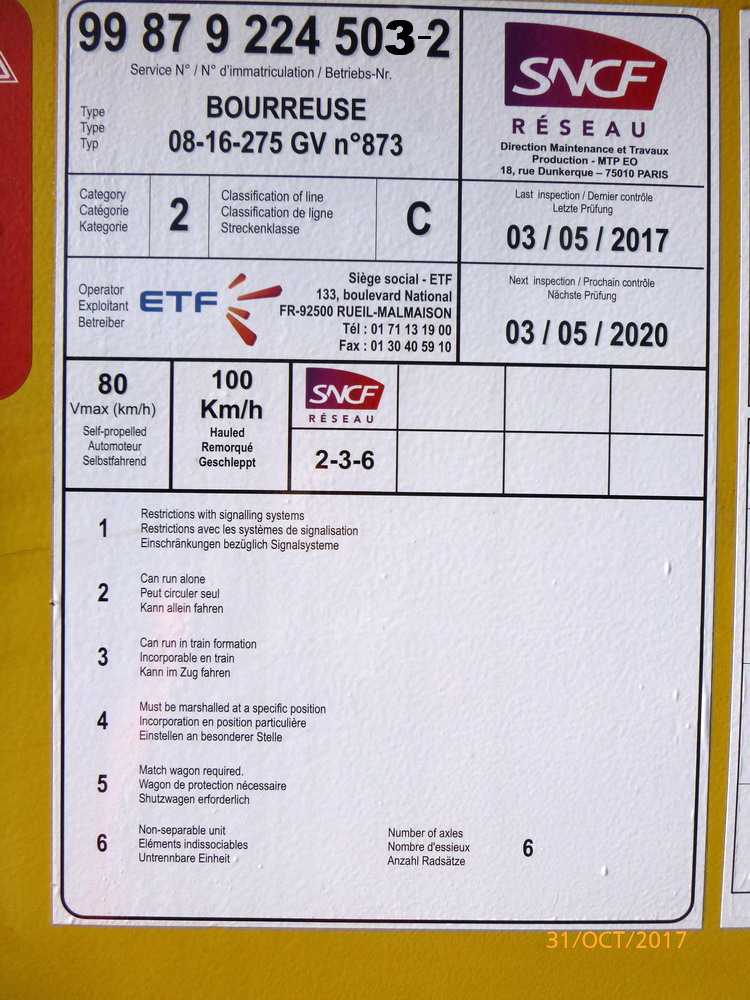 99 87 9 224 503-2
Service N° / N° d'immatriculation / Betriebs-Nr.
Type
Type
Typ
BOURREUSE
08-16-275 GV n°873
SNCF
RÉSEAU
Direction Maintenance et Travaux
Production - MTP EO
18, rue Dunkerque – 75010 PARIS
Category
Catégorie
Kategorie
2
Classification of line
Classification de ligne
Streckenklasse
C
Last inspection / Dernier contrôle
Letzte Prüfung
03 / 05 / 2017
Operator
Exploitant
Betreiber
ETF
Siège social - ETF
133, boulevard National
FR-92500 RUEIL-MALMAISON
Tél : 01 71 13 19 00
Fax : 01 30 40 59 10
Next inspection / Prochain contrôle
Nächste Prüfung
03 / 05 / 2020
80
Vmax (km/h)
Self-propelled
Automoteur
Selbstfahrend
100
Km/h
Hauled
Remorqué
Geschleppt
SNCF
RÉSEAU
2-3-6
1
Restrictions with signalling systems
Restrictions avec les systèmes de signalisation
Einschränkungen bezüglich Signalsysteme
2
Can run alone
Peut circuler seul
Kann allein fahren
3
Can run in train formation
Incorporable en train
Kann im Zug fahren
4
Must be marshalled at a specific position
Incorporation en position particulière
Einstellen an besonderer Stelle
5
Match wagon required.
Wagon de protection nécessaire
Shutzwagen erforderlich
6
Non-separable unit
Eléments indissociables
Untrennbare Einheit
Number of axles
Nombre d'essieux
Anzahl Radsätze
6
31/OCT/2017